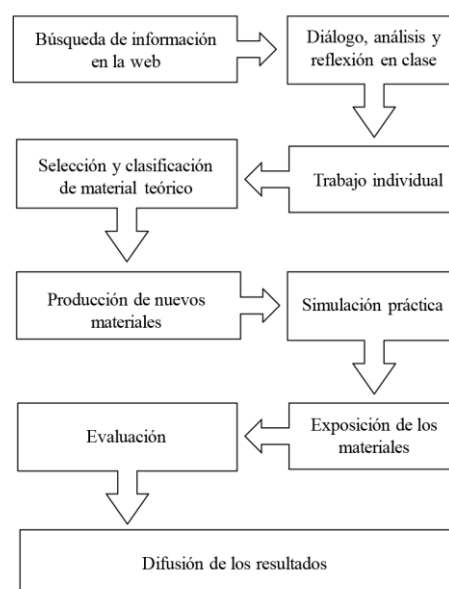 Búsqueda de información
en la web
Diálogo, análisis y
reflexión en clase
Trabajo individual
Selección y clasificación
de material teórico
Producción de nuevos
materiales
Simulación práctica
Exposición de los
materiales
Evaluación
Difusión de los resultados